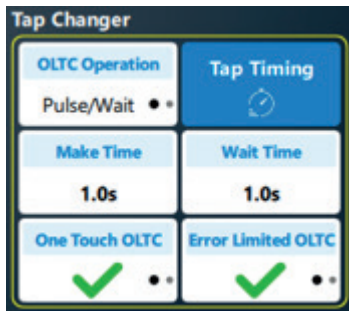 Tap Changer
OLTC Operation
Pulse/Wait
Tap Timing
Make Time
1.0s
Wait Time
1.0s
One Touch OLTC
Error Limited OLTC